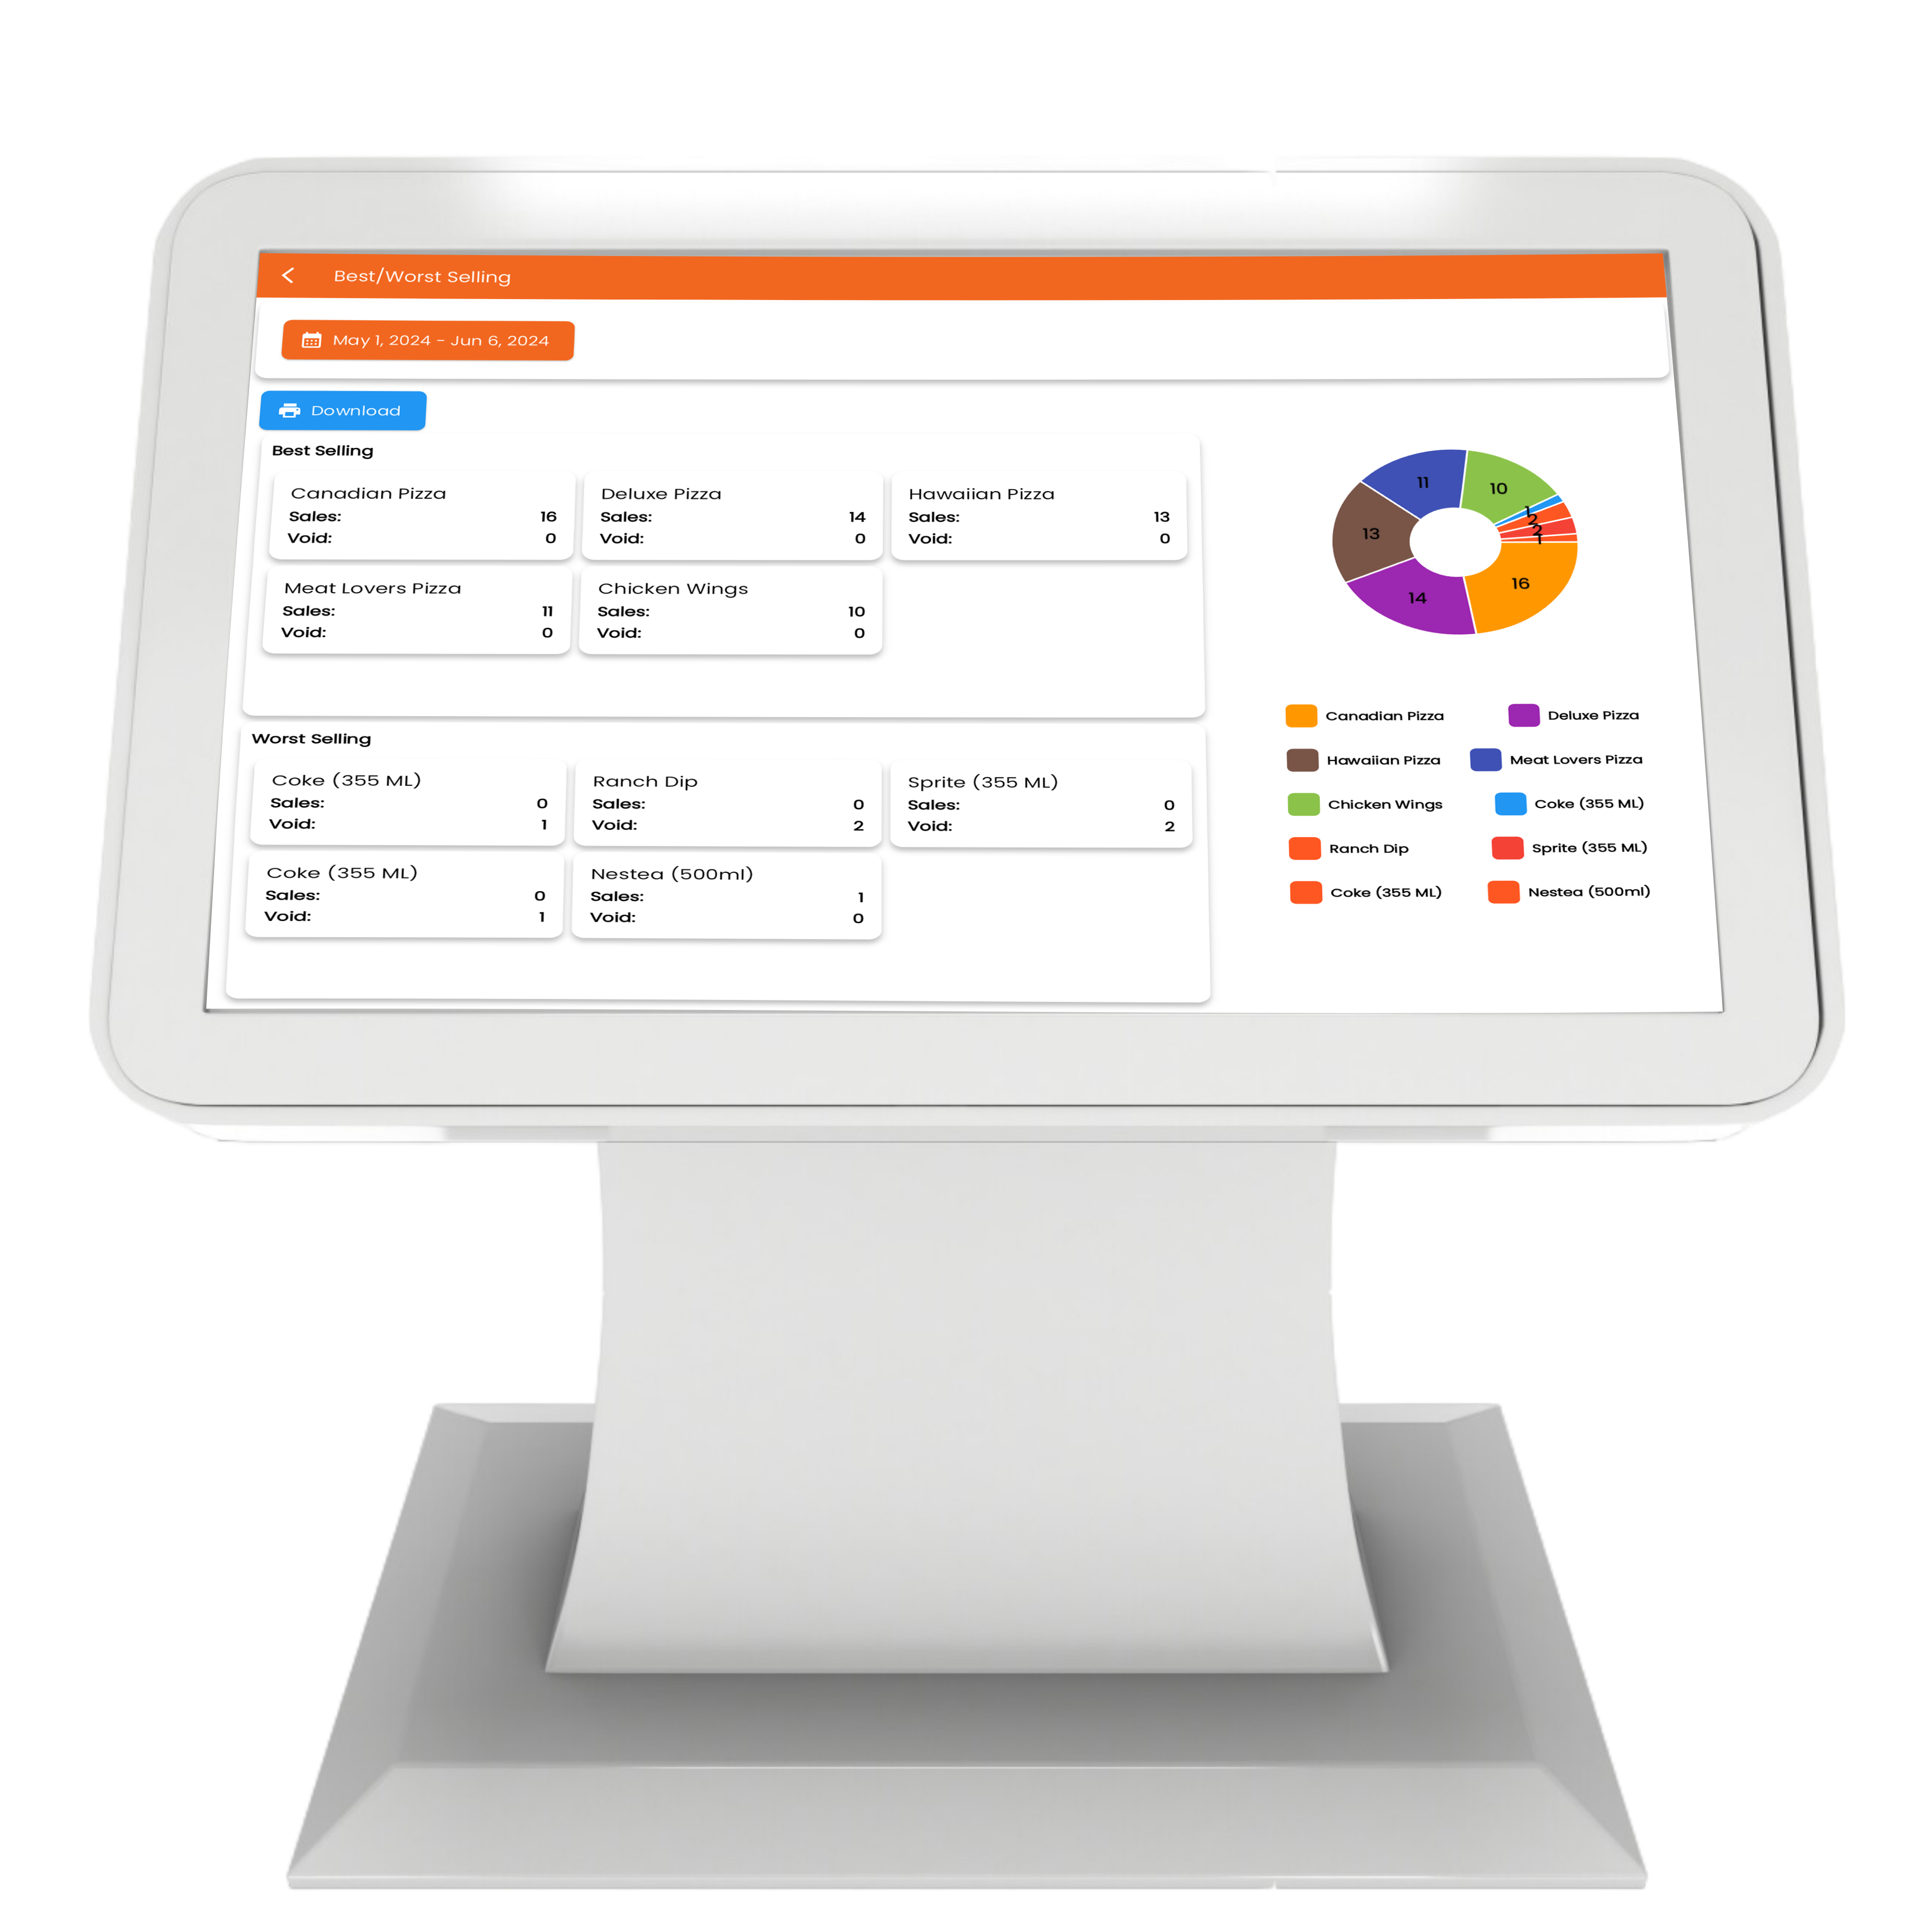 Best/Worst Selling
May 1, 2024 - Jun 6, 2024
Download
Best Selling
Canadian Pizza
Sales: 16
Void: 0
Deluxe Pizza
Sales: 14
Void: 0
Hawaiian Pizza
Sales: 13
Void: 0
Meat Lovers Pizza
Sales: 11
Void: 0
Chicken Wings
Sales: 10
Void: 0
Worst Selling
Coke (355 ML)
Sales: 0
Void: 1
Ranch Dip
Sales: 0
Void: 2
Sprite (355 ML)
Sales: 0
Void: 2
Coke (355 ML)
Sales: 0
Void: 1
Nestea (500ml)
Sales: 1
Void: 0
11
10
1
2
2
1
13
16
14
Canadian Pizza
Deluxe Pizza
Hawaiian Pizza
Meat Lovers Pizza
Chicken Wings
Coke (355 ML)
Ranch Dip
Sprite (355 ML)
Coke (355 ML)
Nestea (500ml)